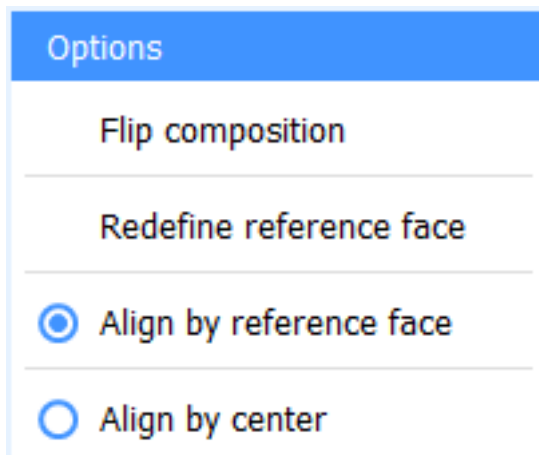 Options
Flip composition
Redefine reference face
Align by reference face
Align by center